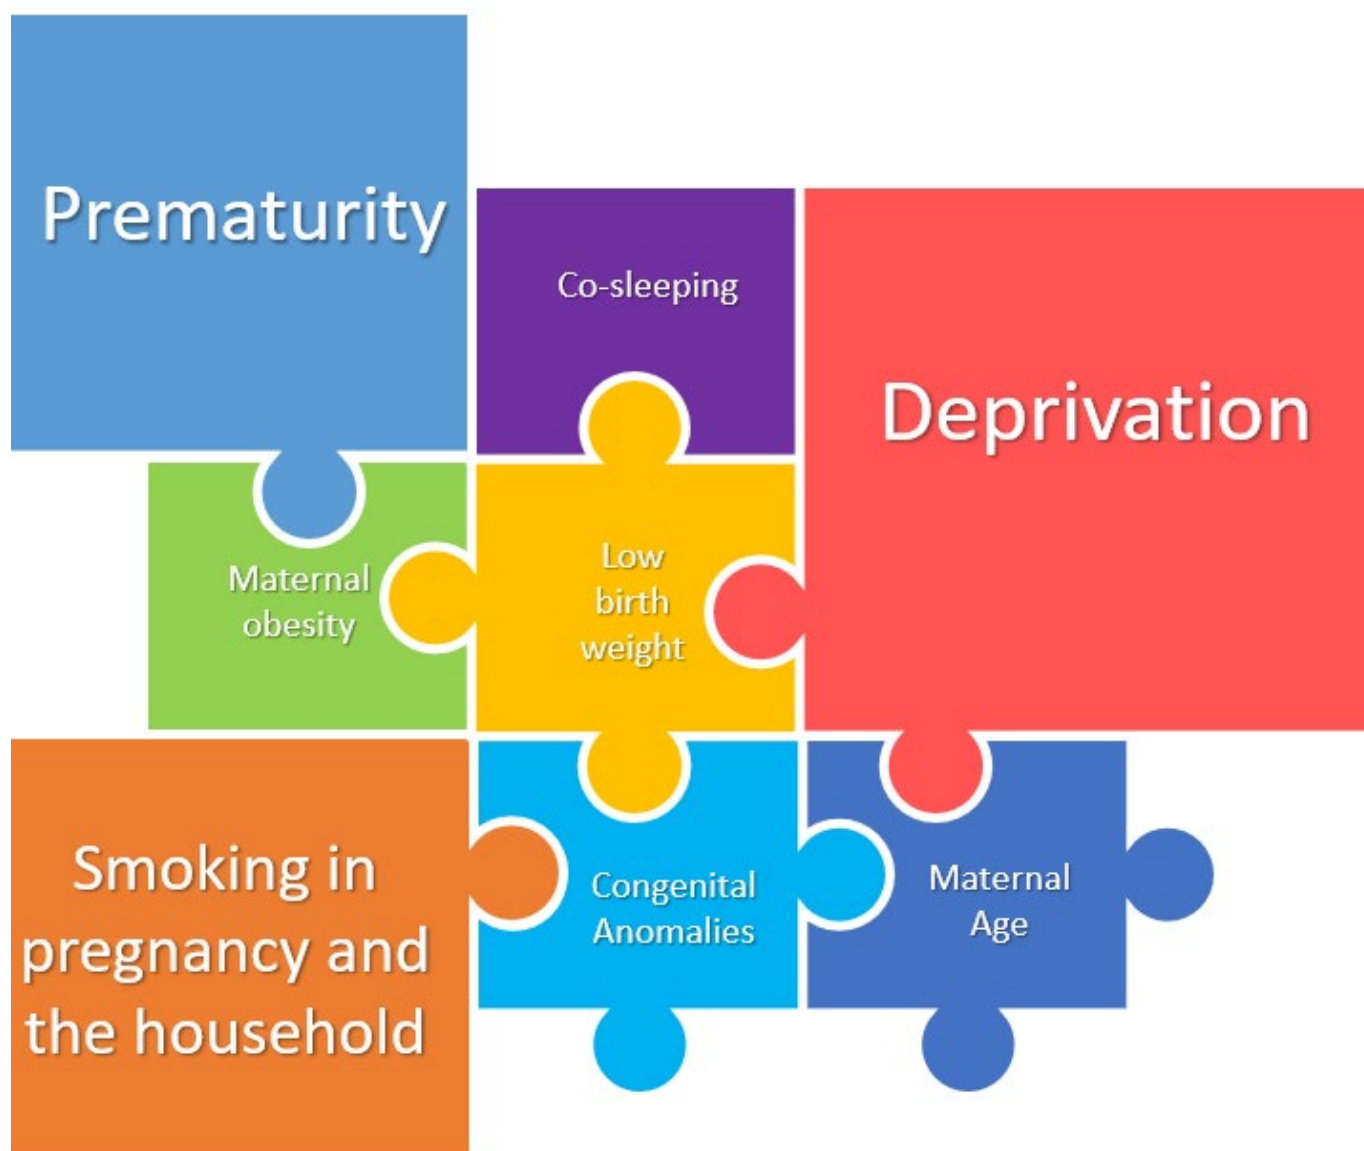 Prematurity
Co-sleeping
Deprivation
Maternal
obesity
Low
birth
weight
Smoking in
pregnancy and
the household
Congenital
Anomalies
Maternal
Age